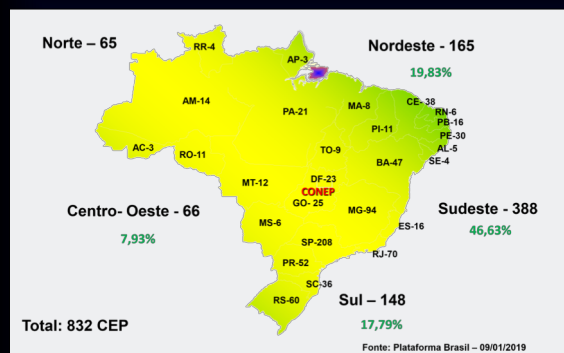 Norte – 65
Nordeste - 165
19,83%
RR-4
AP-3
AM-14
PA-21
MA-8
CE- 38
RN-6
PB-16
PI-11
PE-30
AL-5
SE-4
AC-3
RO-11
TO-9
BA-47
MT-12
DF-23
CONEP
GO- 25
Centro- Oeste - 66
7,93%
MS-6
MG-94
ES-16
Sudeste - 388
46,63%
SP-208
RJ-70
PR-52
SC-36
RS-60
Sul – 148
17,79%
Total: 832 CEP
Fonte: Plataforma Brasil – 09/01/2019